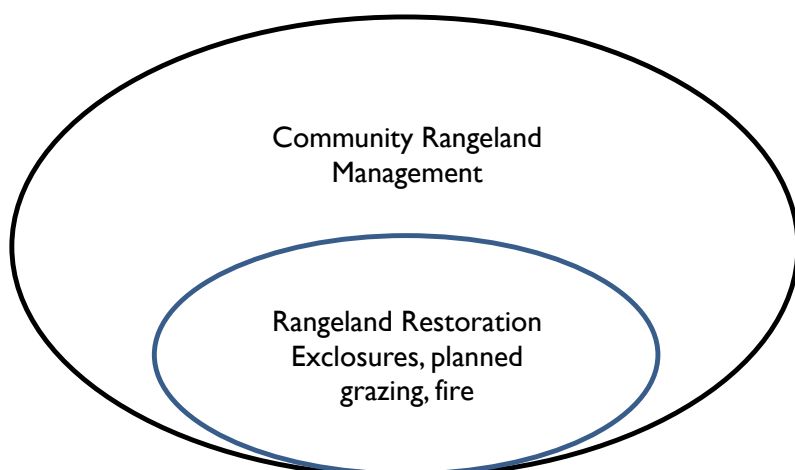 Community Rangeland
Management
Rangeland Restoration
Exclosures, planned
grazing, fire